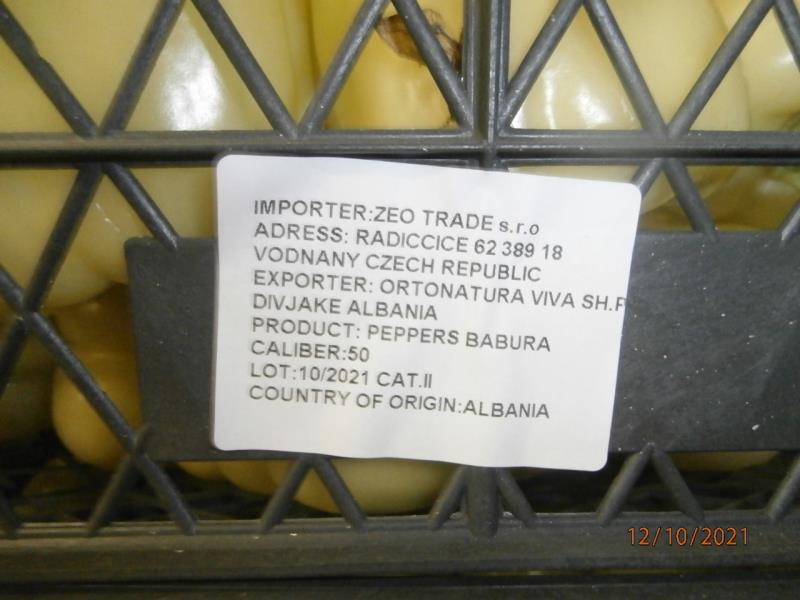 IMPORTER:ZEO TRADE s.r.o
ADRESS: RADICCICE 62 389 18
VODNANY CZECH REPUBLIC
EXPORTER: ORTONATURA VIVA SH.P
DIVJAKE ALBANIA
PRODUCT: PEPPERS BABURA
CALIBER:50
LOT:10/2021 CAT.II
COUNTRY OF ORIGIN:ALBANIA
12/10/2021